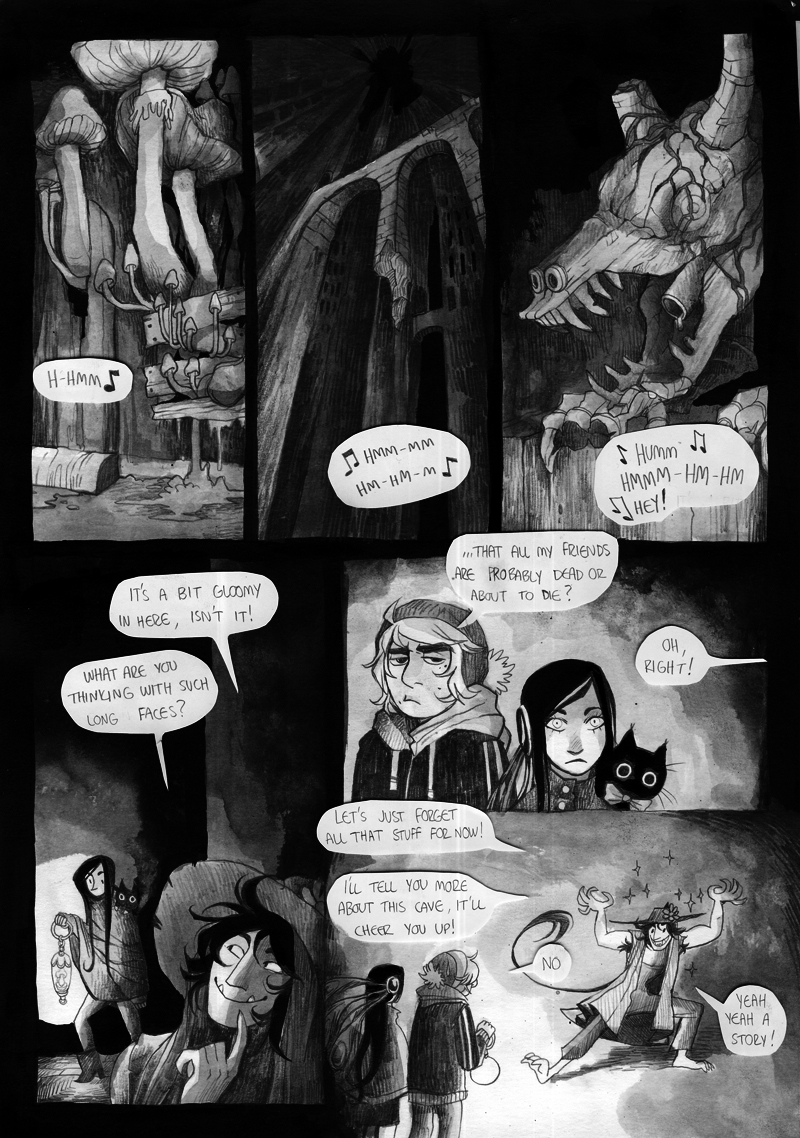 H-HMM♪
♫ HMM-MM
HM-HM-M ♪
♪ HUMM ♫
HMMM-HM-HM
♫ HEY!
IT'S A BIT GLOOMY
IN HERE, ISN'T IT!
WHAT ARE YOU
THINKING WITH SUCH
LONG FACES?
...THAT ALL MY FRIENDS
ARE PROBABLY DEAD OR
ABOUT TO DIE?
OH,
RIGHT!
LET'S JUST FORGET
ALL THAT STUFF FOR NOW!
I'LL TELL YOU MORE
ABOUT THIS CAVE, IT'LL
CHEER YOU UP!
NO
YEAH
YEAH A
STORY!